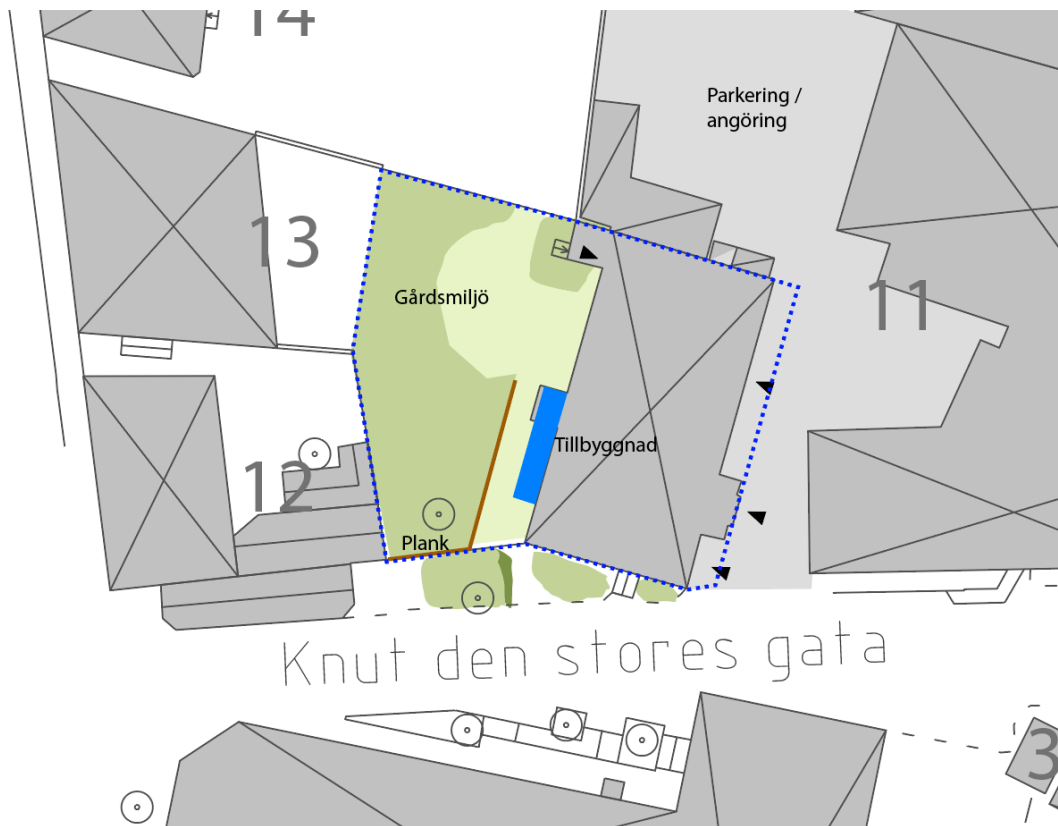 14
Parkering /
angöring
13
Gårdsmiljö
11
Tillbyggnad
12
Plank
Knut den stores gata
3